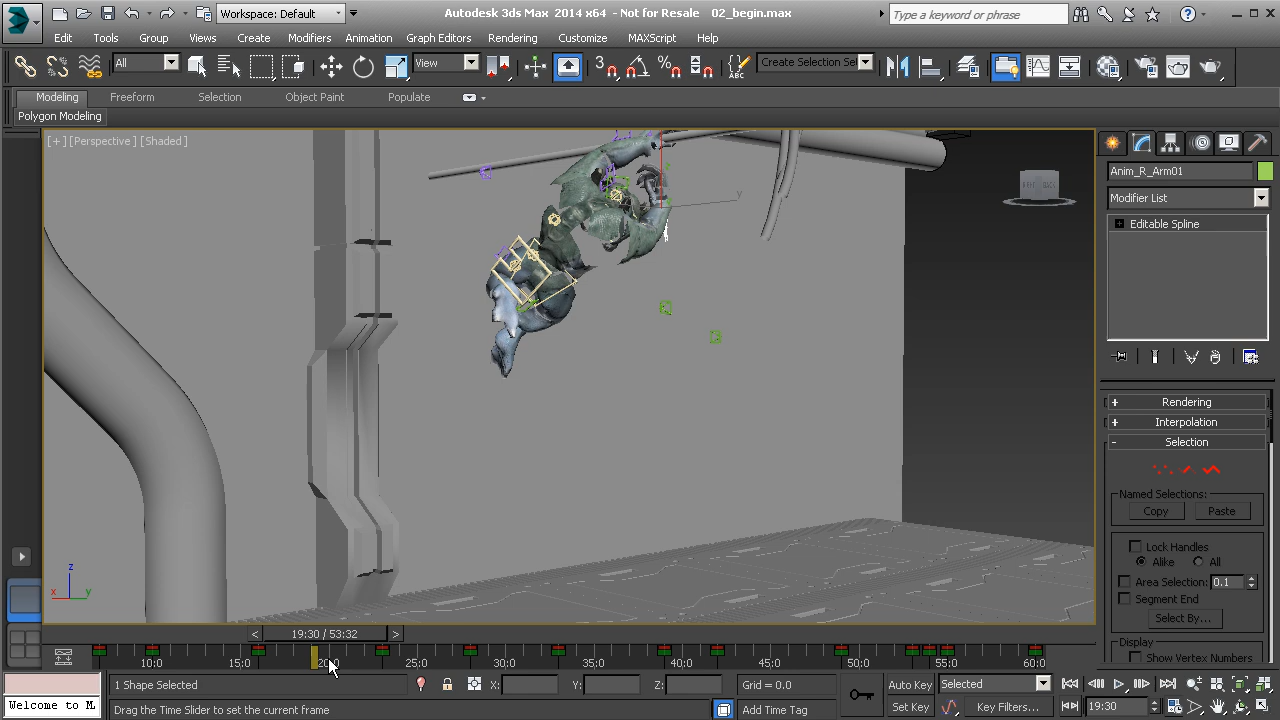 Workspace: Default
Autodesk 3ds Max 2014 x64 - Not for Resale 02_begin.max
Type a keyword or phrase
Edit Tools Group Views Create Modifiers Animation Graph Editors Rendering Customize MAXScript Help
All
View
3
Create Selection Se
Modeling Freeform Selection Object Paint Populate
Polygon Modeling
[+] [Perspective] [Shaded]
Anim_R_Arm01
Modifier List
Editable Spline
Rendering
Interpolation
Selection
Named Selections:
Copy Paste
Lock Handles
Alike All
Area Selection: 0.1
Segment End
Select By...
Display
Show Vertex Numbers
y
z
x y
< 19:30 / 53:32 >
10:0 15:0 20:0 25:0 30:0 35:0 40:0 45:0 50:0 55:0 60:0
1 Shape Selected
X: Y: Z:
Grid = 0.0
Auto Key Selected
Welcome to M
Drag the Time Slider to set the current frame
Add Time Tag
Set Key Key Filters...
19:30